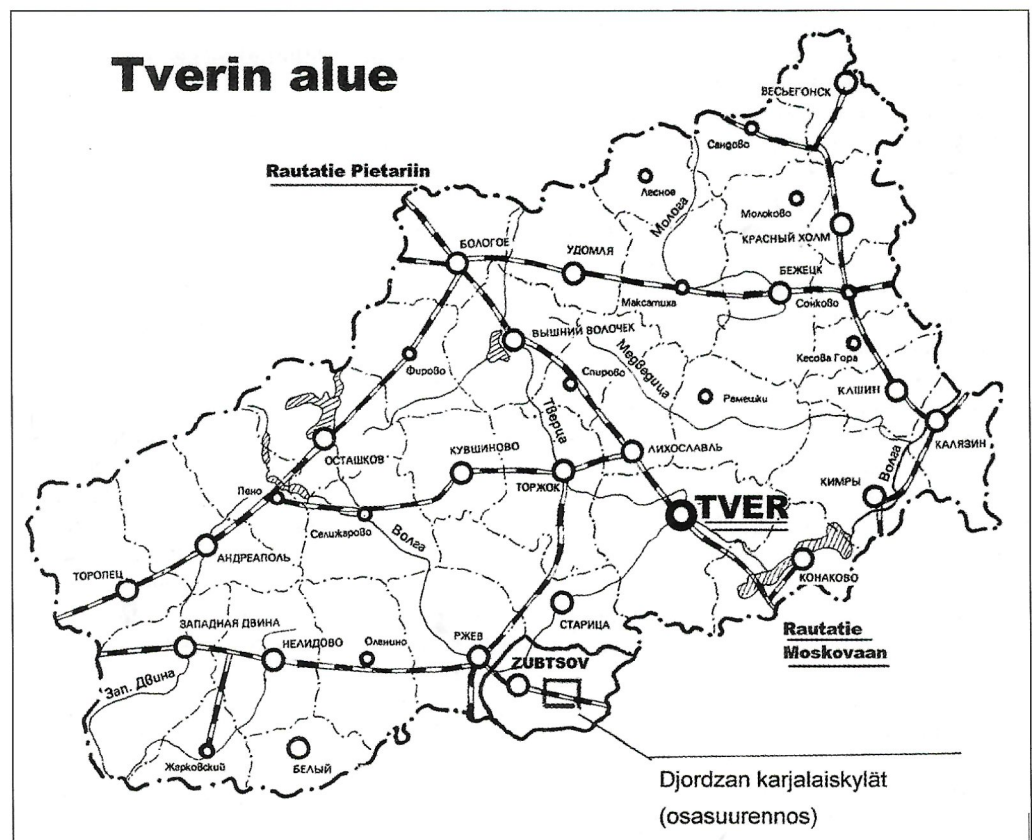 Tverin alue
ВЕСЬЕГОНСК
Сандово
Rautatie Pietariin
Лесное
Молога
Молоково
КРАСНЫЙ ХОЛМ
БОЛОГОЕ
УДОМЛЯ
БЕЖЕЦК
Максатиха
Сонково
ВЫШНИЙ ВОЛОЧЕК
Медведица
Кесова Гора
Фирово
Спирово
Рамешки
КАШИН
Тверца
ОСТАШКОВ
КУВШИНОВО
ЛИХОСЛАВЛЬ
КАЛЯЗИН
Волга
ТОРЖОК
КИМРЫ
Пено
TVER
Селижарово
Волга
АНДРЕАПОЛЬ
ТОРОПЕЦ
КОНАКОВО
СТАРИЦА
ЗАПАДНАЯ ДВИНА
НЕЛИДОВО
Оленино
РЖЕВ
Rautatie
Moskovaan
ZUBTSOV
Зап. Двина
Жарковский
БЕЛЫЙ
Djordzan karjalaiskylät
(osasuurennos)